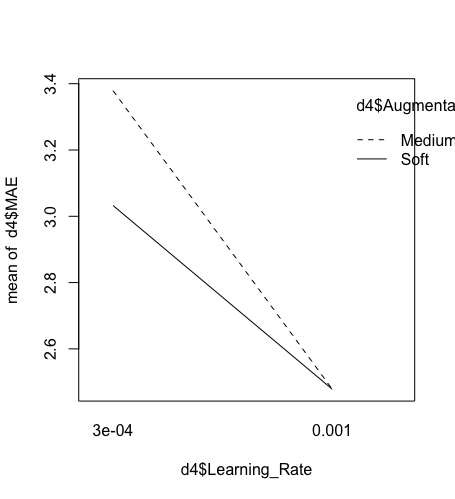 3.4
3.2
3.0
2.8
2.6
mean of d4$MAE
d4$Augmenta
Medium
Soft
3e-04
0.001
d4$Learning_Rate